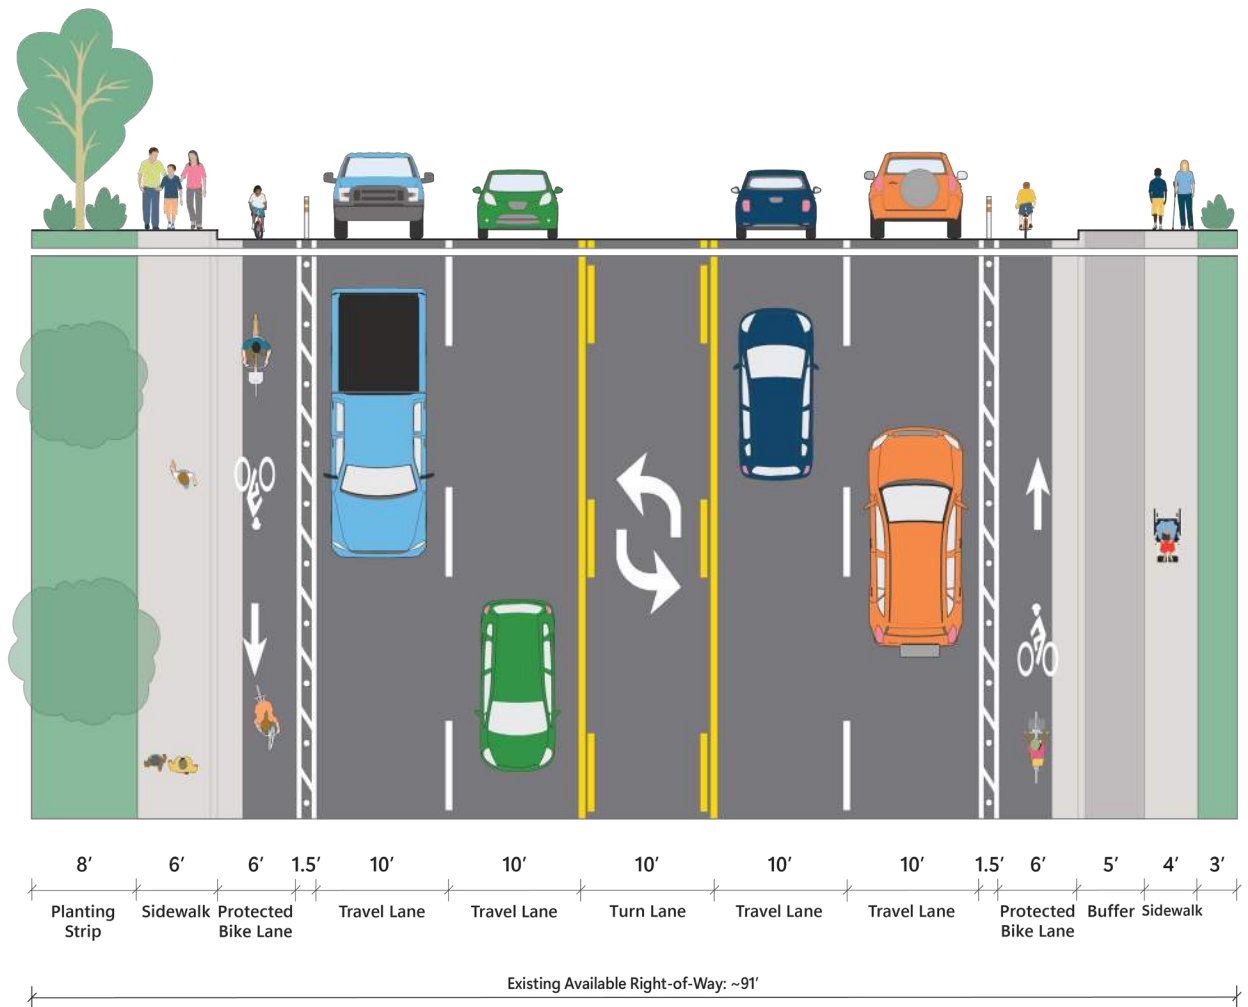 8’ 6’ 6’ 1.5’ 10’ 10’ 10’ 10’ 10’ 1.5’ 6’ 5’ 4’ 3’
Planting Sidewalk Protected Travel Lane Travel Lane Turn Lane Travel Lane Travel Lane Protected Buffer Sidewalk
Strip Bike Lane Bike Lane
Existing Available Right-of-Way: ~91’